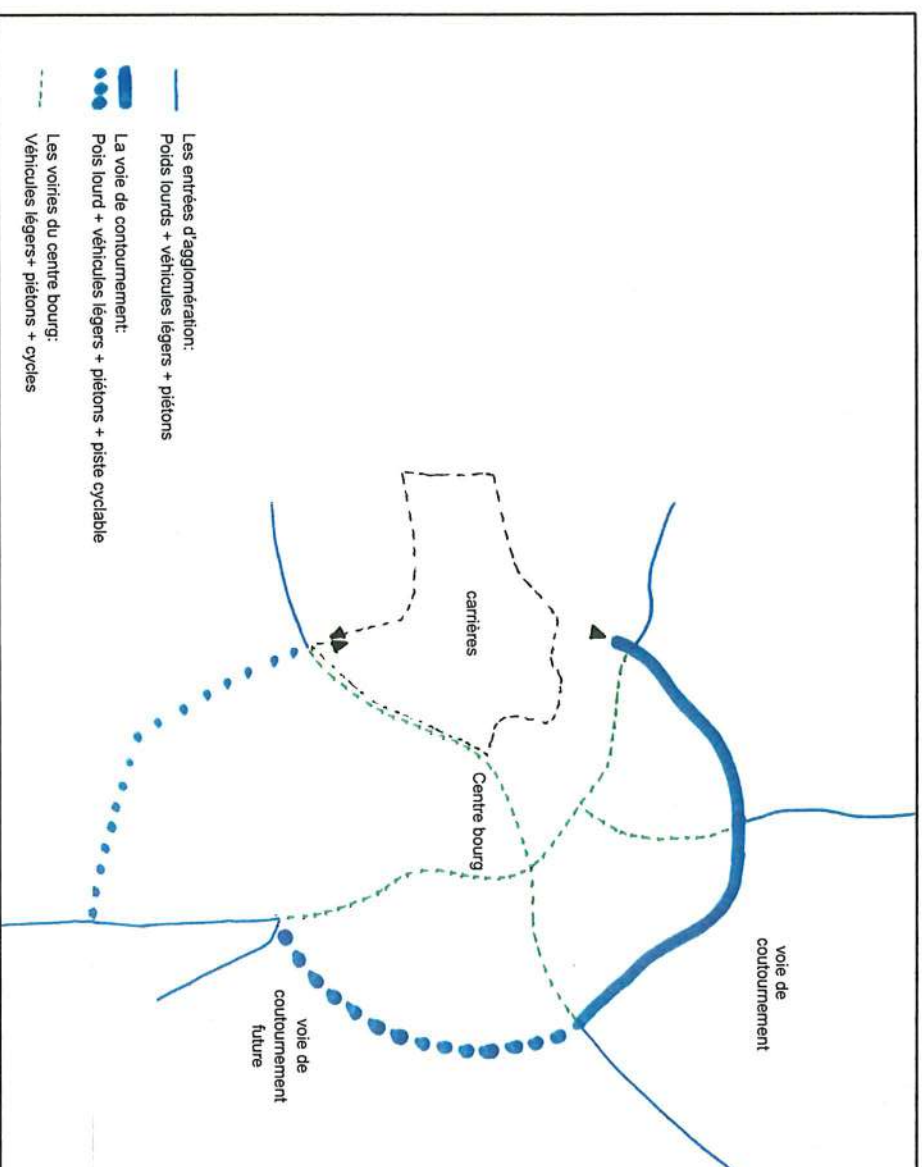 voie de
coutournement
carrières
Centre bourg
voie de
coutournement
future
Les entrées d'agglomération:
Poids lourds + véhicules légers + piétons
La voie de contournement:
Pois lourd + véhicules légers + piétons + piste cyclable
Les voiries du centre bourg:
Véhicules légers+ piétons + cycles